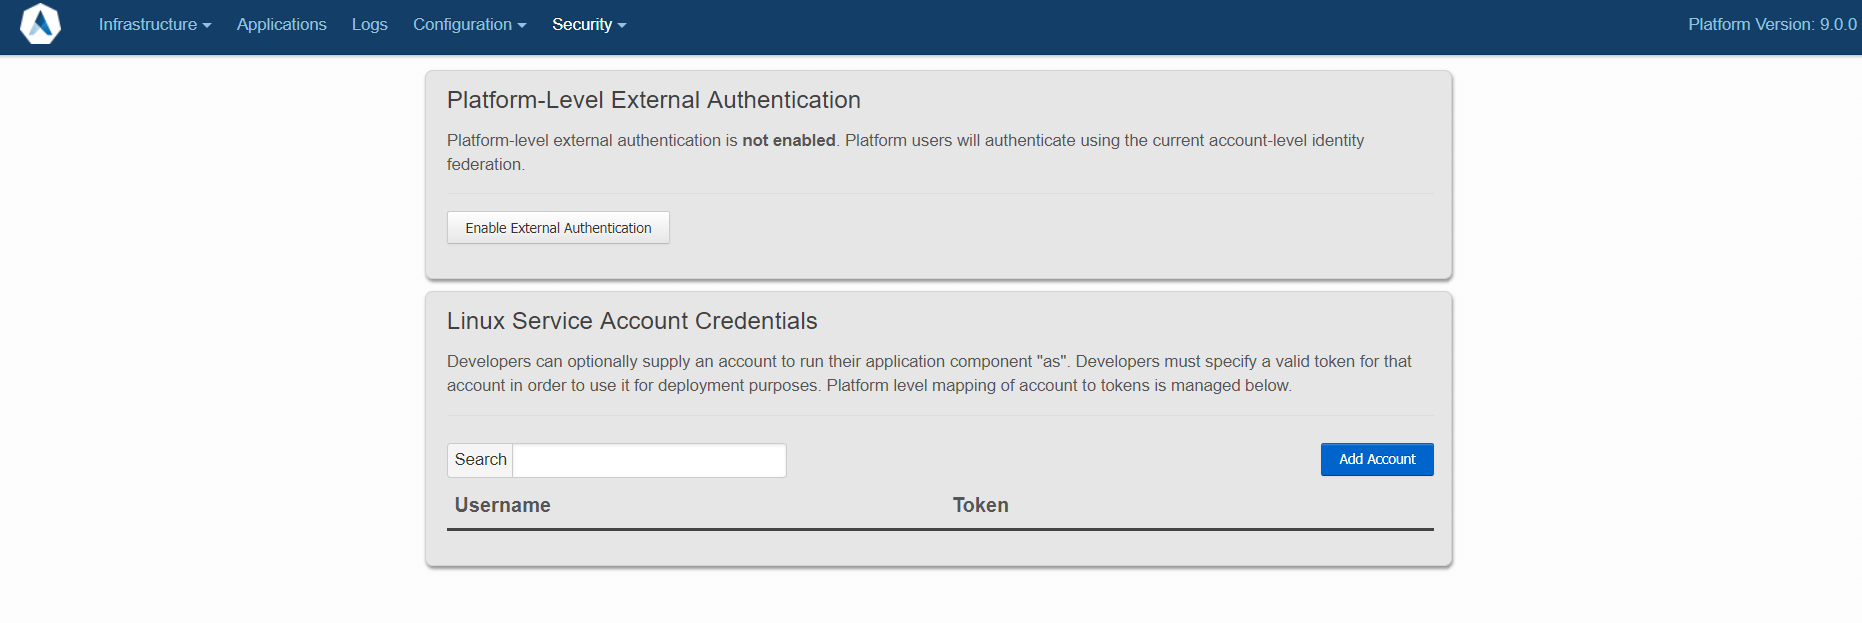 Infrastructure Applications Logs Configuration Security Platform Version: 9.0.0
Platform-Level External Authentication
Platform-level external authentication is not enabled. Platform users will authenticate using the current account-level identity
federation.
Enable External Authentication
Linux Service Account Credentials
Developers can optionally supply an account to run their application component "as". Developers must specify a valid token for that
account in order to use it for deployment purposes. Platform level mapping of account to tokens is managed below.
Search Add Account
Username Token